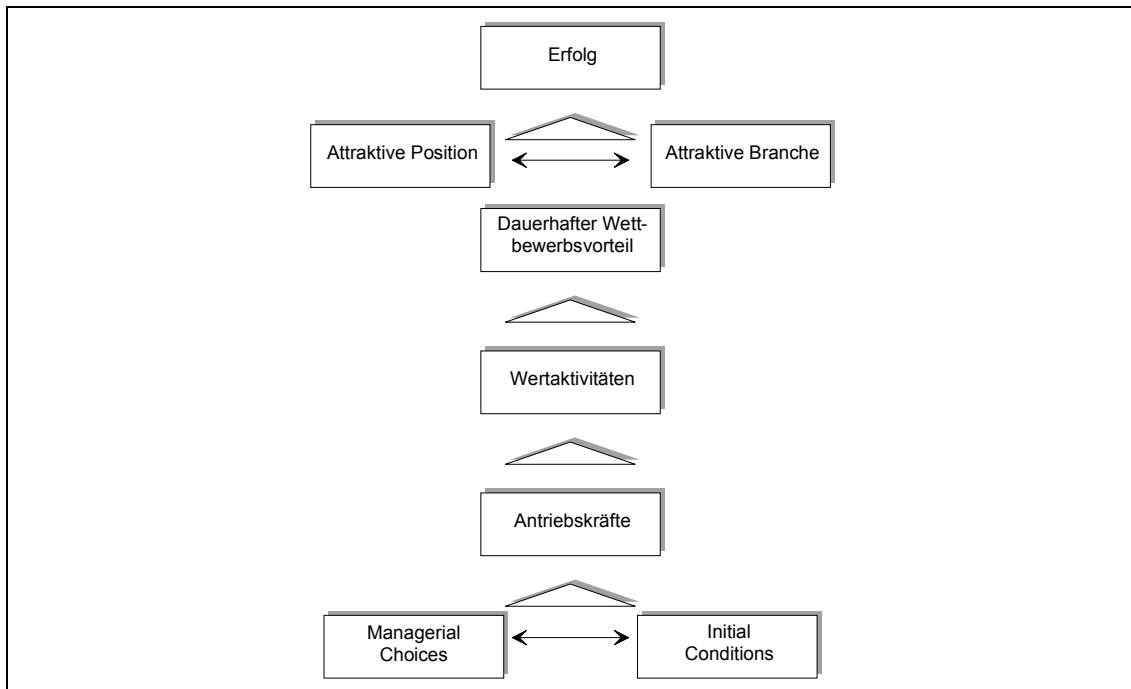 Erfolg
Attraktive Position
Attraktive Branche
Dauerhafter Wett-
bewerbsvorteil
Wertaktivitäten
Antriebskräfte
Managerial
Choices
Initial
Conditions